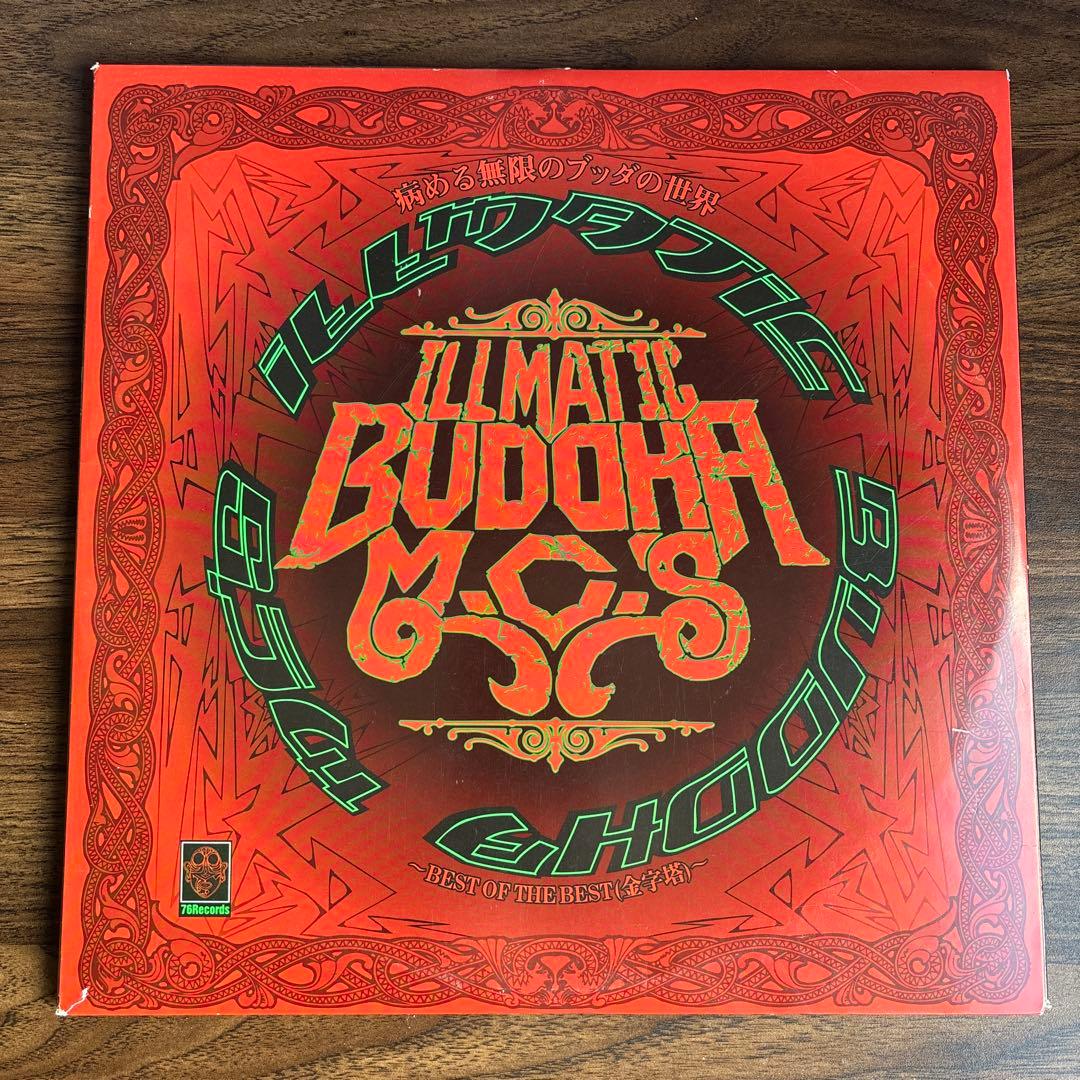 病める無限のブッダの世界
ILLMATIC
ILLMATIC
BUDDHA
M.C.'S
BUDDHA
MC'S
～BEST OF THE BEST(金字塔)～
76Records